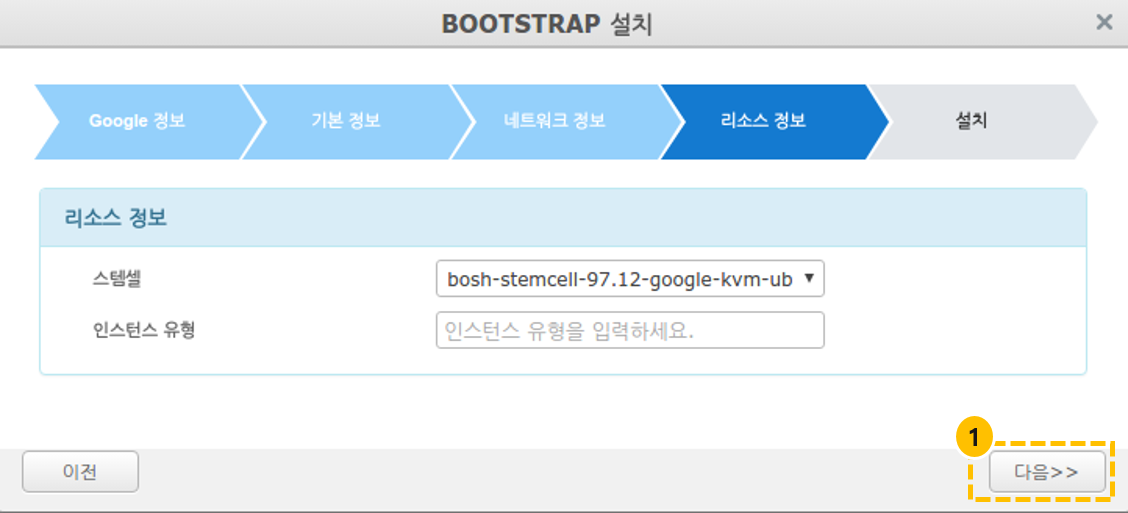 BOOTSTRAP 설치
×
Google 정보
기본 정보
네트워크 정보
리소스 정보
설치
리소스 정보
스템셀
bosh-stemcell-97.12-google-kvm-ub
인스턴스 유형
인스턴스 유형을 입력하세요.
1
이전
다음>>